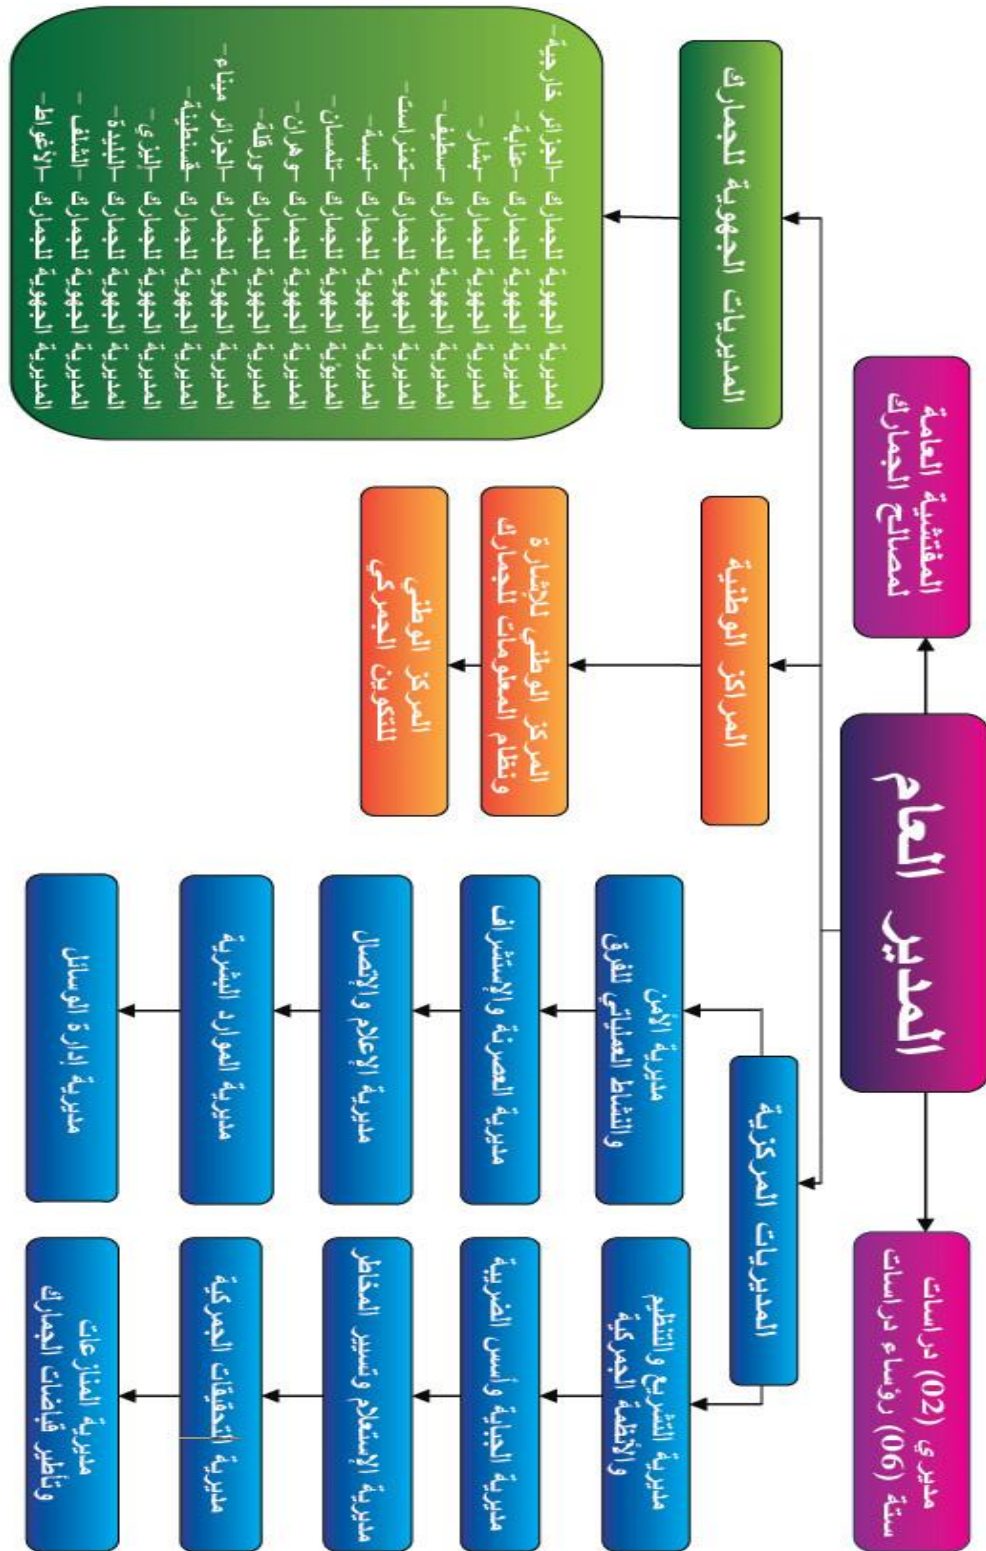 مديري (02) دراسات
ستة (06) رؤساء دراسات
المدير العام
المفتشية العامة
لمصالح الجمارك
المديريات المركزية
مديرية التشريع والتنظيم
والأنظمة الجمركية
مديرية الجباية وأسس الضريبة
مديرية الإستعلام وتسيير المخاطر
مديرية التحقيقات الجمركية
مديرية المنازعات
وتأطير قباضات الجمارك
مديرية الأمن
والنشاط العملياتي للفرق
مديرية العصرنة والإستشراف
مديرية الإعلام والإتصال
مديرية الموارد البشرية
مديرية إدارة الوسائل
المراكز الوطنية
المركز الوطني للإشارة
ونظام المعلومات للجمارك
المركز الوطني
للتكوين الجمركي
المديريات الجهوية للجمارك
المديرية الجهوية للجمارك –الجزائر خارجية–
المديرية الجهوية للجمارك –عنابة–
المديرية الجهوية للجمارك –بشار–
المديرية الجهوية للجمارك –سطيف–
المديرية الجهوية للجمارك –تمنراست–
المديرية الجهوية للجمارك –تبسة–
المديؤية الجهوية للجمارك –تلمسان–
المديرية الجهوية للجمارك –وهران–
المديرية الجهوية للجمارك –ورقلة–
المديرية الجهوية للجمارك –الجزائر ميناء–
المديرية الجهوية للجمارك –قسنطينة–
المديرية الجهوية للجمارك –إليزي–
المديرية الجهوية للجمارك –البليدة–
المديرية الجهوية للجمارك –الشلف–
المديرية الجهوية للجمارك –الأغواط–